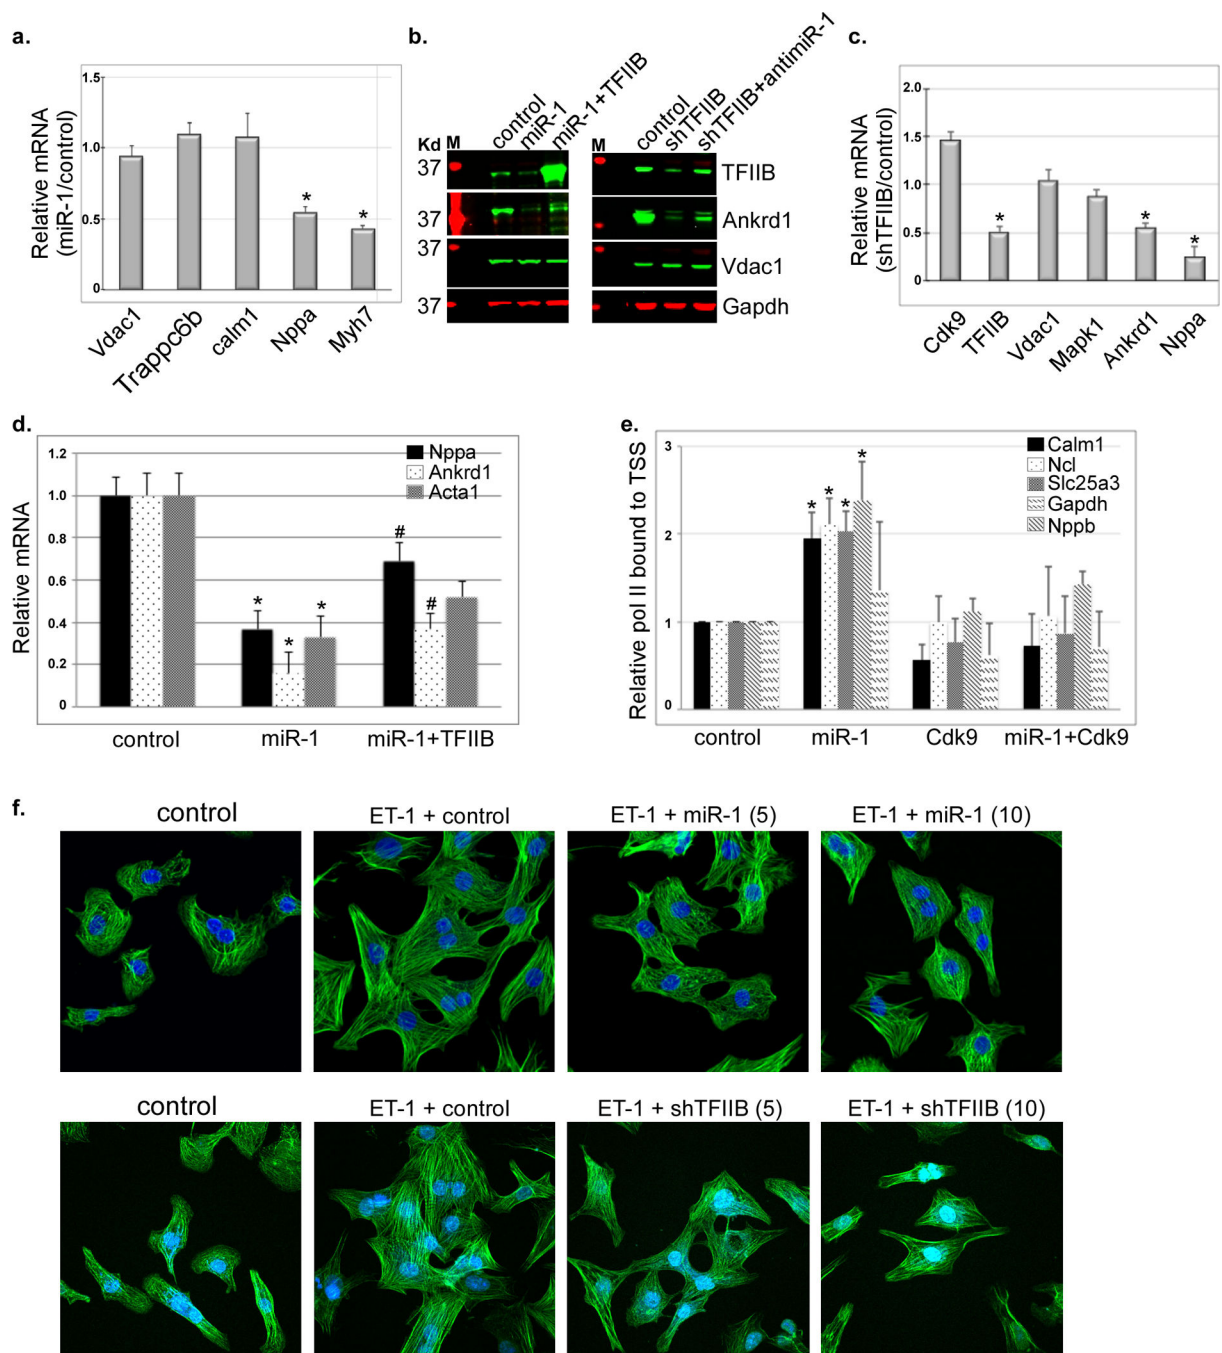 a.
Relative mRNA
(miR-1/control)
1.5
1.0
0.5
0
* *
Vdac1 Trappc6b calm1 Nppa Myh7
b.
control miR-1 miR-1+TFIIB
control shTFIIB shTFIIB+antimiR-1
Kd M M
37 TFIIB
37 Ankrd1
37 Vdac1
37 Gapdh
c.
Relative mRNA
(shTFIIB/control)
2.0
1.5
1.0
0.5
0
* * *
Cdk9 TFIIB Vdac1 Mapk1 Ankrd1 Nppa
d.
Relative mRNA
1.2
1.0
0.8
0.6
0.4
0.2
0
Nppa
Ankrd1
Acta1
* * * # #
control miR-1 miR-1+TFIIB
e.
Relative pol II bound to TSS
3
2
1
0
Calm1
Ncl
Slc25a3
Gapdh
Nppb
* * * *
control miR-1 Cdk9 miR-1+Cdk9
f.
control ET-1 + control ET-1 + miR-1 (5) ET-1 + miR-1 (10)
control ET-1 + control ET-1 + shTFIIB (5) ET-1 + shTFIIB (10)